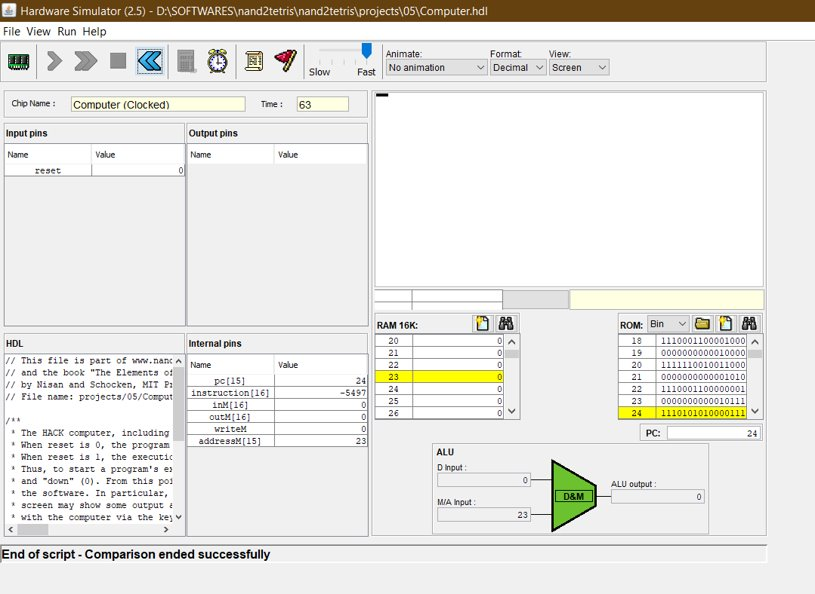 Hardware Simulator (2.5) - D:\SOFTWARES\nand2tetris\nand2tetris\projects\05\Computer.hdl
File View Run Help
Slow Fast
Animate: Format: View:
No animation Decimal Screen
Chip Name : Computer (Clocked) Time : 63
Input pins Output pins
Name Value Name Value
reset 0
HDL
// This file is part of www.nand
// and the book "The Elements of
// by Nisan and Schocken, MIT Pr
// File name: projects/05/Comput
/**
* The HACK computer, including
* When reset is 0, the program
* When reset is 1, the executio
* Thus, to start a program's ex
* and "down" (0). From this poi
* the software. In particular,
* screen may show some output a
* with the computer via the key
Internal pins
Name Value
pc[15] 24
instruction[16] -5497
inM[16] 0
outM[16] 0
writeM 0
addressM[15] 23
RAM 16K:
20 0
21 0
22 0
23 0
24 0
25 0
26 0
ROM: Bin
18 1110001100001000
19 0000000000010000
20 1111110010011000
21 0000000000001010
22 1110001100000001
23 0000000000010111
24 1110101010000111
PC: 24
ALU
D Input : 0
M/A Input : 23
D&M
ALU output : 0
End of script - Comparison ended successfully